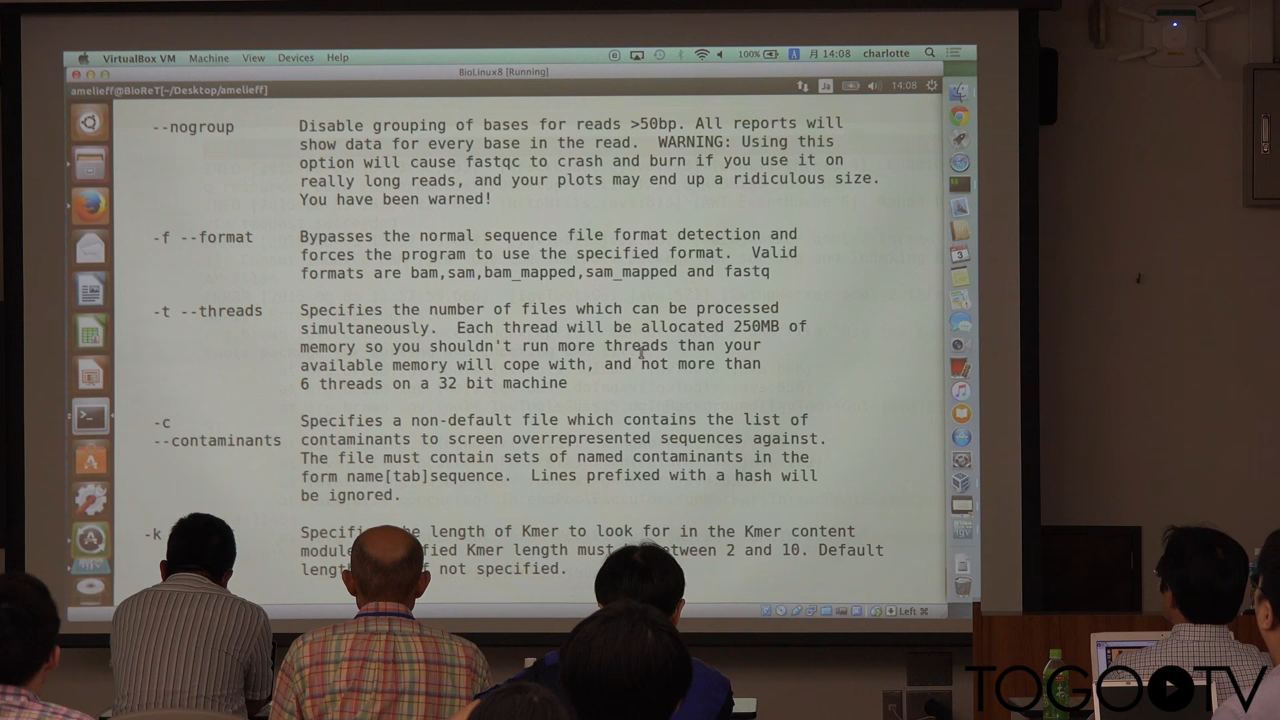 VirtualBox VM Machine View Devices Help 100% A 月 14:08 charlotte
BioLinux8 [Running]
amelieff@BioReT[~/Desktop/amelieff] Ja 14:08
--nogroup Disable grouping of bases for reads >50bp. All reports will
show data for every base in the read. WARNING: Using this
option will cause fastqc to crash and burn if you use it on
really long reads, and your plots may end up a ridiculous size.
You have been warned!
-f --format Bypasses the normal sequence file format detection and
forces the program to use the specified format. Valid
formats are bam,sam,bam_mapped,sam_mapped and fastq
-t --threads Specifies the number of files which can be processed
simultaneously. Each thread will be allocated 250MB of
memory so you shouldn't run more threads than your
available memory will cope with, and not more than
6 threads on a 32 bit machine
-c Specifies a non-default file which contains the list of
--contaminants contaminants to screen overrepresented sequences against.
The file must contain sets of named contaminants in the
form name[tab]sequence. Lines prefixed with a hash will
be ignored.
-k length of Kmer to look for in the Kmer content
Kmer length must between 2 and 10. Default
not specified.
Left ⌘
TOGO TV